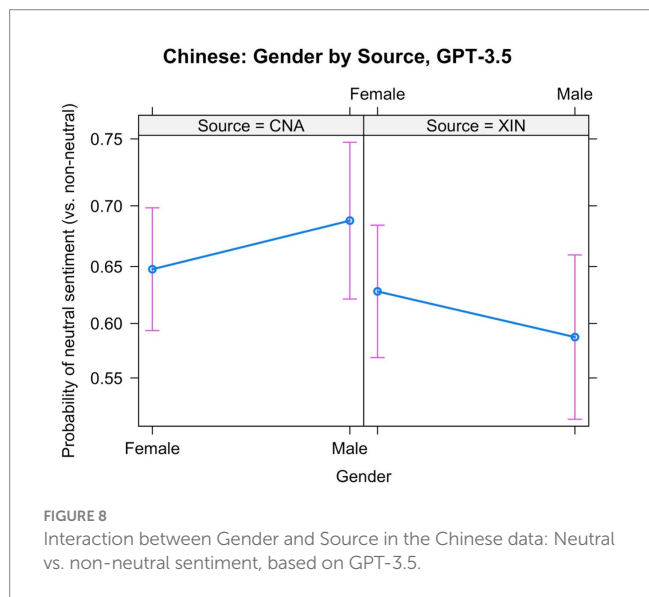 Chinese: Gender by Source, GPT-3.5
Female Male
Source = CNA Source = XIN
Probability of neutral sentiment (vs. non-neutral)
0.75
0.70
0.65
0.60
0.55
Female Male
Gender
FIGURE 8
Interaction between Gender and Source in the Chinese data: Neutral
vs. non-neutral sentiment, based on GPT-3.5.